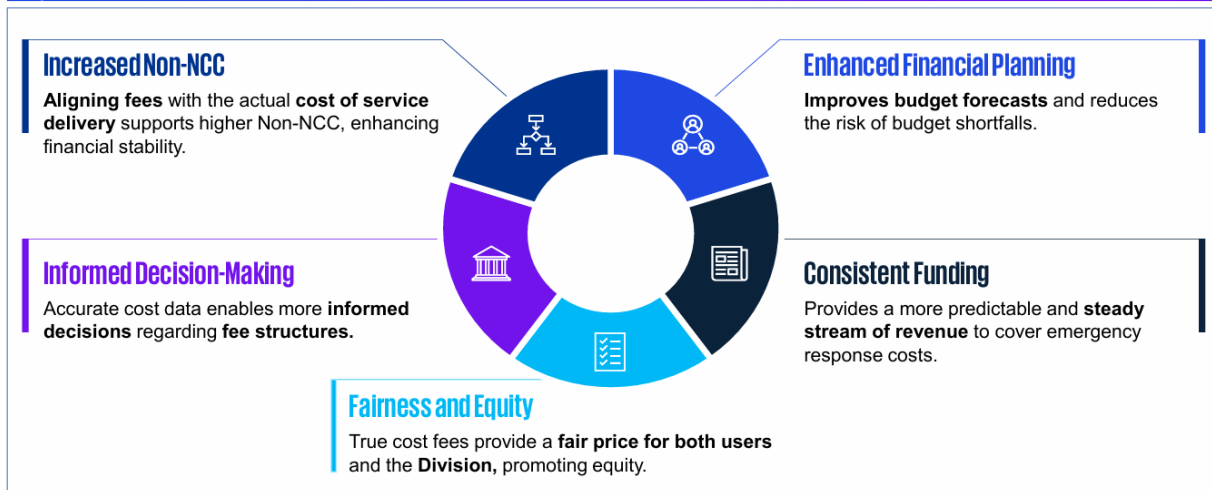 Increased Non-NCC
Aligning fees with the actual cost of service
delivery supports higher Non-NCC, enhancing
financial stability.
Enhanced Financial Planning
Improves budget forecasts and reduces
the risk of budget shortfalls.
Informed Decision-Making
Accurate cost data enables more informed
decisions regarding fee structures.
Consistent Funding
Provides a more predictable and steady
stream of revenue to cover emergency
response costs.
Fairness and Equity
True cost fees provide a fair price for both users
and the Division, promoting equity.